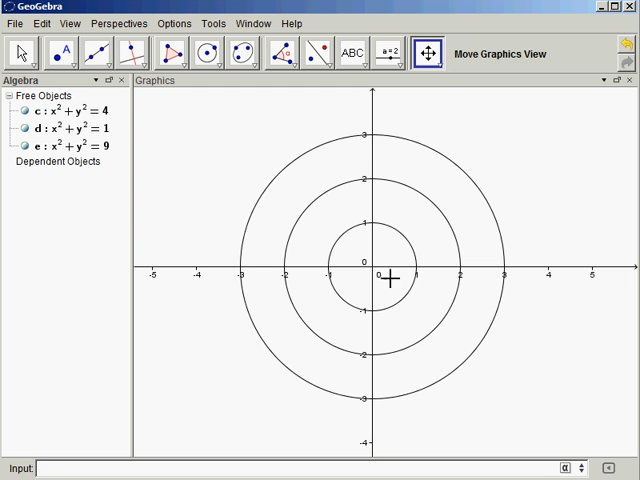 GeoGebra
File Edit View Perspectives Options Tools Window Help
A α ABC a = 2 Move Graphics View
Algebra
Graphics
Free Objects
c : x² + y² = 4
d : x² + y² = 1
e : x² + y² = 9
Dependent Objects
3
2
1
0
-5 -4 -3 -2 -1 0 1 2 3 4 5
-1
-2
-3
-4
Input: α